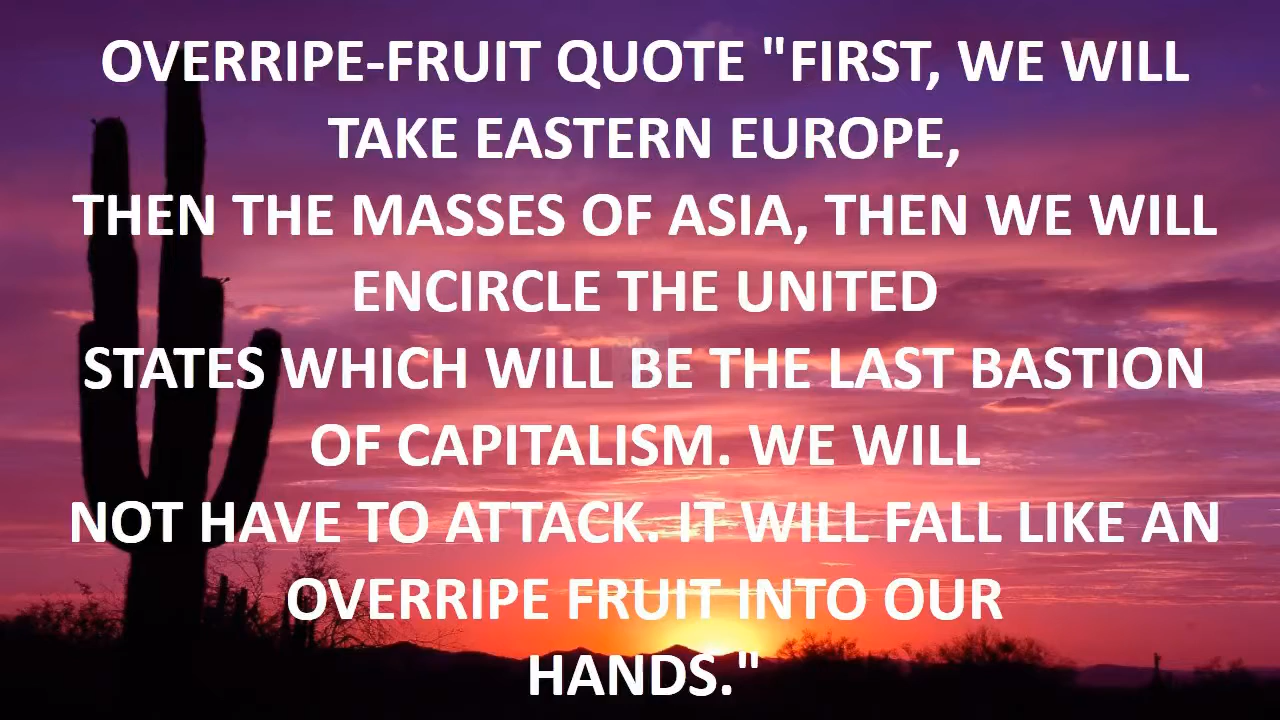 OVERRIPE-FRUIT QUOTE "FIRST, WE WILL
TAKE EASTERN EUROPE,
THEN THE MASSES OF ASIA, THEN WE WILL
ENCIRCLE THE UNITED
STATES WHICH WILL BE THE LAST BASTION
OF CAPITALISM. WE WILL
NOT HAVE TO ATTACK. IT WILL FALL LIKE AN
OVERRIPE FRUIT INTO OUR
HANDS."